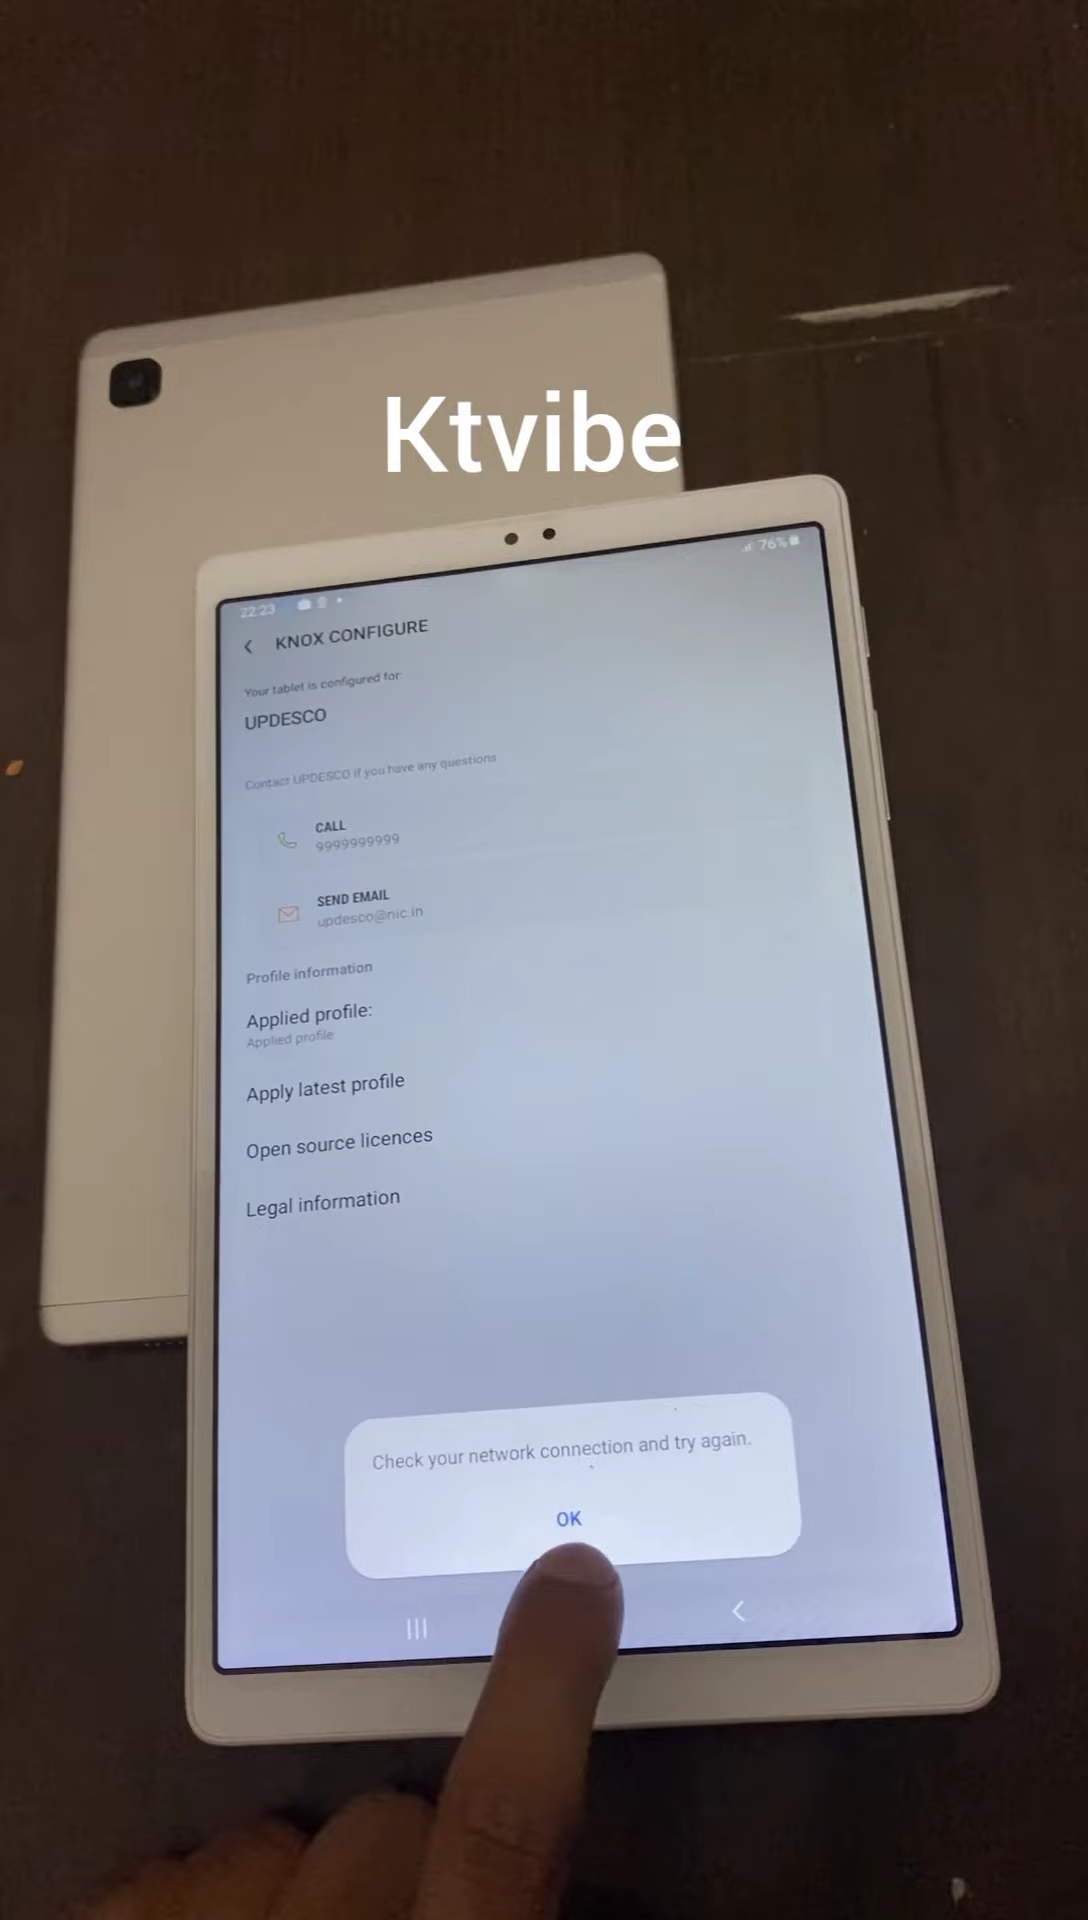 Ktvibe
22:23
76%
KNOX CONFIGURE
Your tablet is configured for:
UPDESCO
Contact UPDESCO if you have any questions
CALL
9999999999
SEND EMAIL
updesco@nic.in
Profile information
Applied profile:
Applied profile:
Apply latest profile
Open source licences
Legal information
Check your network connection and try again.
OK